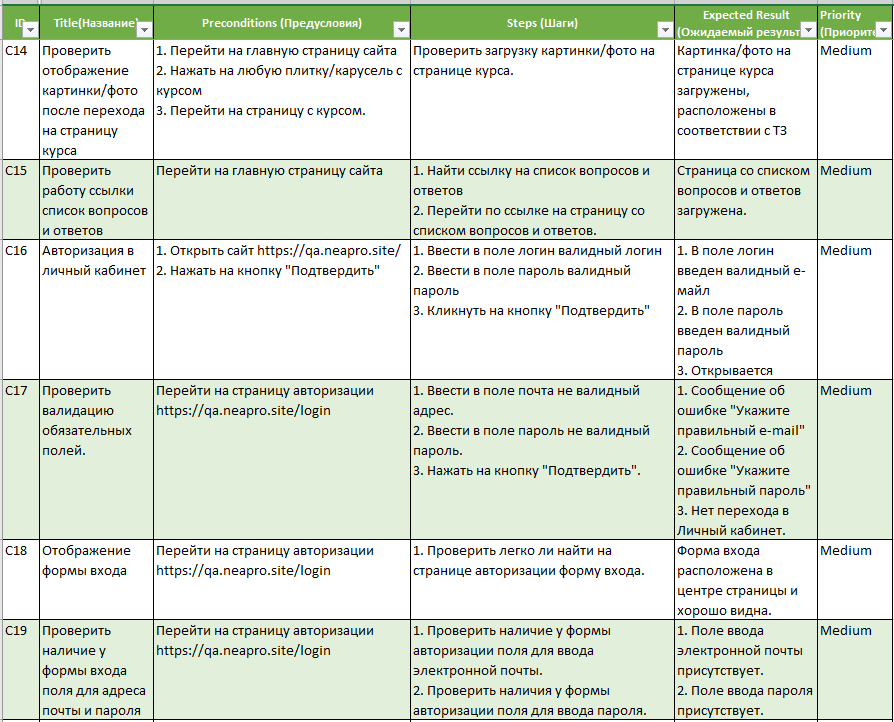 ID
Title(Название)
Preconditions (Предусловия)
Steps (Шаги)
Expected Result
(Ожидаемый результ
Priority
(Приорите
C14
Проверить
отображение
картинки/фото
после перехода
на страницу
курса
1. Перейти на главную страницу сайта
2. Нажать на любую плитку/карусель с
курсом
3. Перейти на страницу с курсом.
Проверить загрузку картинки/фото на
странице курса.
Картинка/фото на
странице курса
загружены,
расположены в
соответствии с ТЗ
Medium
C15
Проверить
работу ссылки
список вопросов
и ответов
Перейти на главную страницу сайта
1. Найти ссылку на список вопросов и
ответов
2. Перейти по ссылке на страницу со
списком вопросов и ответов.
Страница со списком
вопросов и ответов
загружена.
Medium
C16
Авторизация в
личный кабинет
1. Открыть сайт https://qa.neapro.site/
2. Нажать на кнопку "Подтвердить"
1. Ввести в поле логин валидный логин
2. Ввести в поле пароль валидный
пароль
3. Кликнуть на кнопку "Подтвердить"
1. В поле логин
введен валидный е-
майл
2. В поле пароль
введен валидный
пароль
3. Открывается
Medium
C17
Проверить
валидацию
обязательных
полей.
Перейти на страницу авторизации
https://qa.neapro.site/login
1. Ввести в поле почта не валидный
адрес.
2. Ввести в поле пароль не валидный
пароль.
3. Нажать на кнопку "Подтвердить".
1. Сообщение об
ошибке "Укажите
правильный e-mail"
2. Сообщение об
ошибке "Укажите
правильный пароль"
3. Нет перехода в
Личный кабинет.
Medium
C18
Отображение
формы входа
Перейти на страницу авторизации
https://qa.neapro.site/login
1. Проверить легко ли найти на
странице авторизации форму входа.
Форма входа
расположена в
центре страницы и
хорошо видна.
Medium
C19
Проверить
наличие у
формы входа
поля для адреса
почты и пароля
Перейти на страницу авторизации
https://qa.neapro.site/login
1. Проверить наличие у формы
авторизации поля для ввода
электронной почты.
2. Проверить наличия у формы
авторизации поля для ввода пароля.
1. Поле ввода
электронной почты
присутствует.
2. Поле ввода пароля
присутствует.
Medium